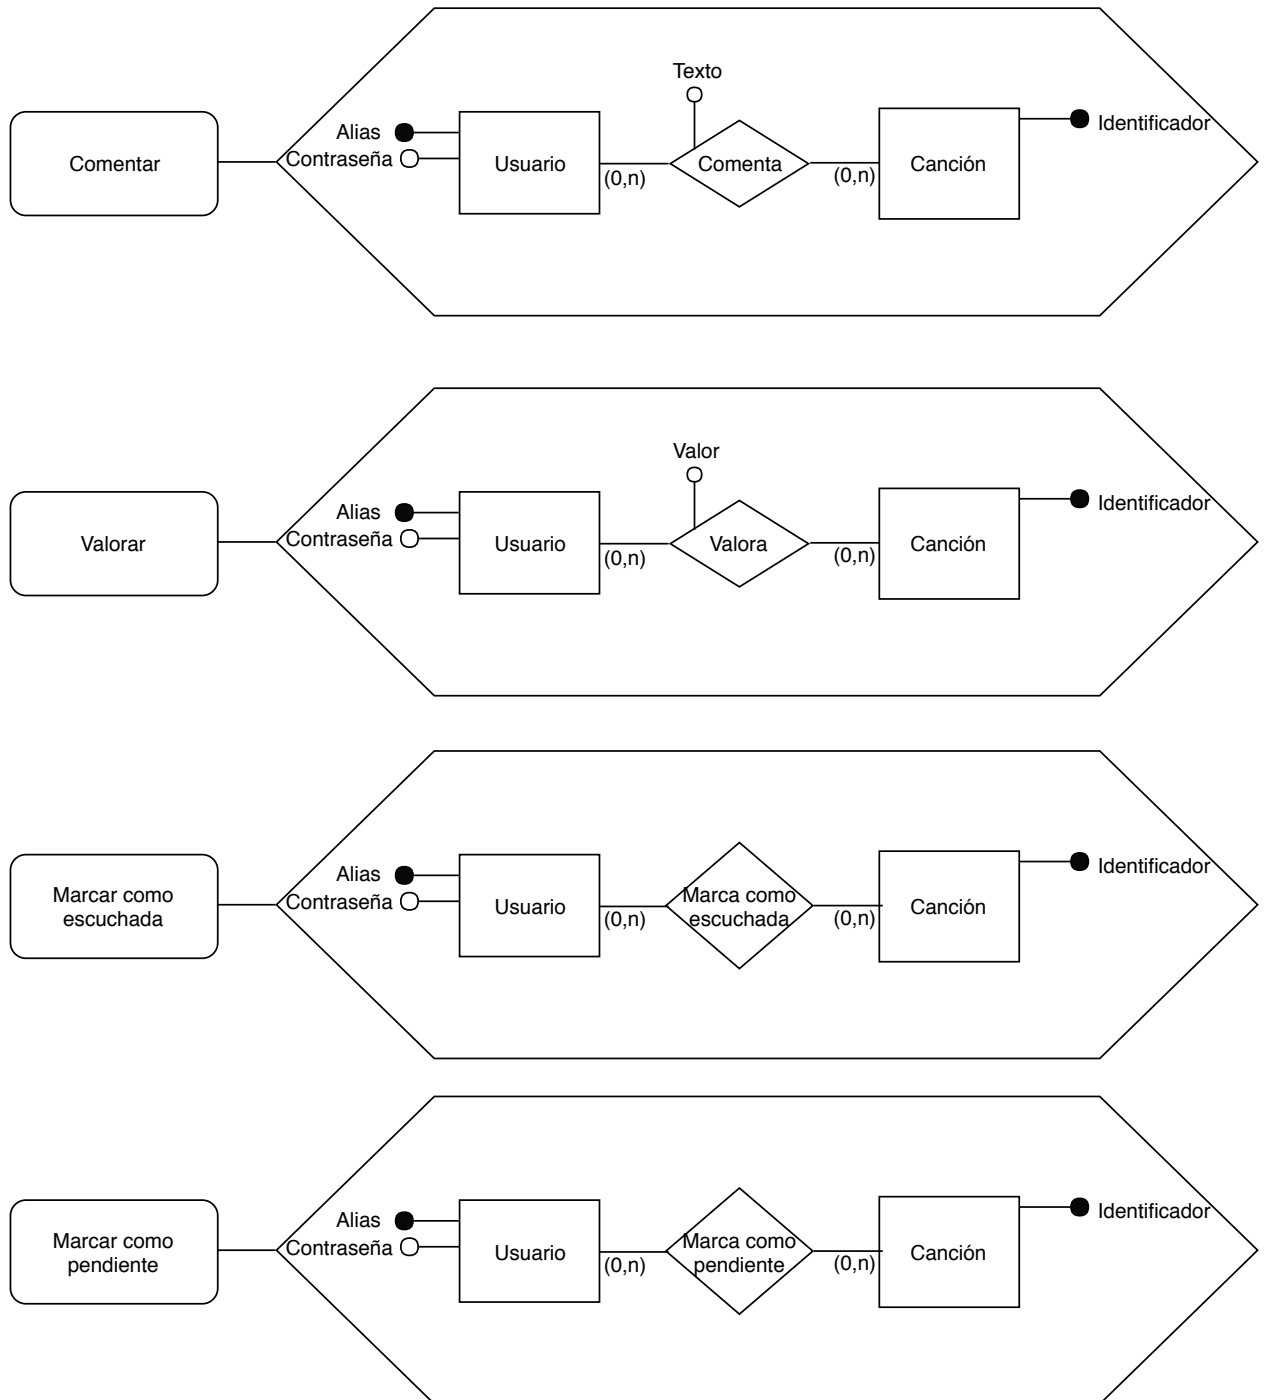 Texto
Alias
Contraseña
Identificador
Comentar
Usuario
Comenta
Canción
(0,n)
(0,n)
Valor
Alias
Contraseña
Identificador
Valorar
Usuario
Valora
Canción
(0,n)
(0,n)
Alias
Contraseña
Identificador
Marcar como
escuchada
Usuario
Marca como
escuchada
Canción
(0,n)
(0,n)
Alias
Contraseña
Identificador
Marcar como
pendiente
Usuario
Marca como
pendiente
Canción
(0,n)
(0,n)